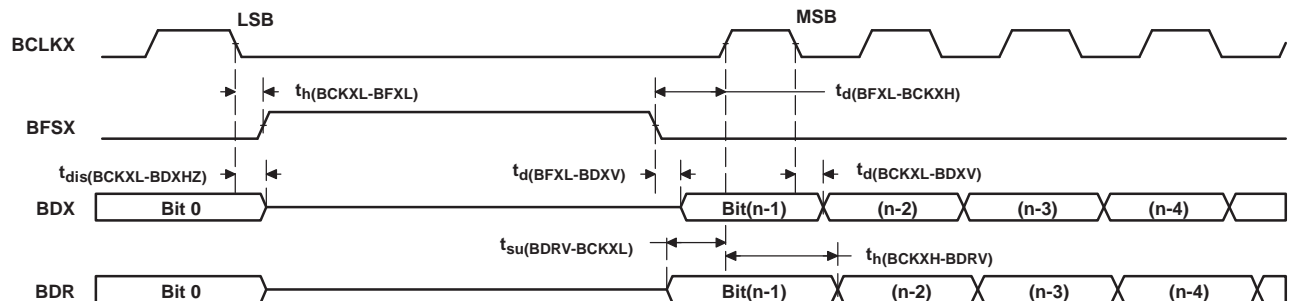 LSB MSB
BCLKX
th(BCKXL-BFXL) td(BFXL-BCKXH)
BFSX
tdis(BCKXL-BDXHZ) td(BFXL-BDXV) td(BCKXL-BDXV)
BDX Bit 0 Bit(n-1) (n-2) (n-3) (n-4)
tsu(BDRV-BCKXL) th(BCKXH-BDRV)
BDR Bit 0 Bit(n-1) (n-2) (n-3) (n-4)